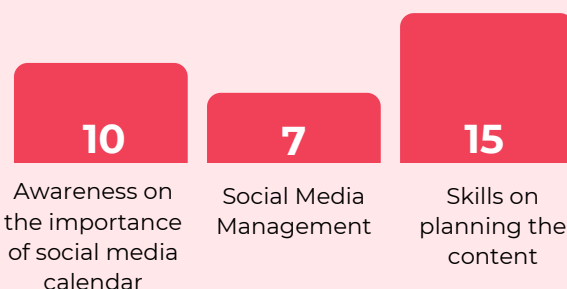 10
Awareness on
the importance
of social media
calendar
7
Social Media
Management
15
Skills on
planning the
content